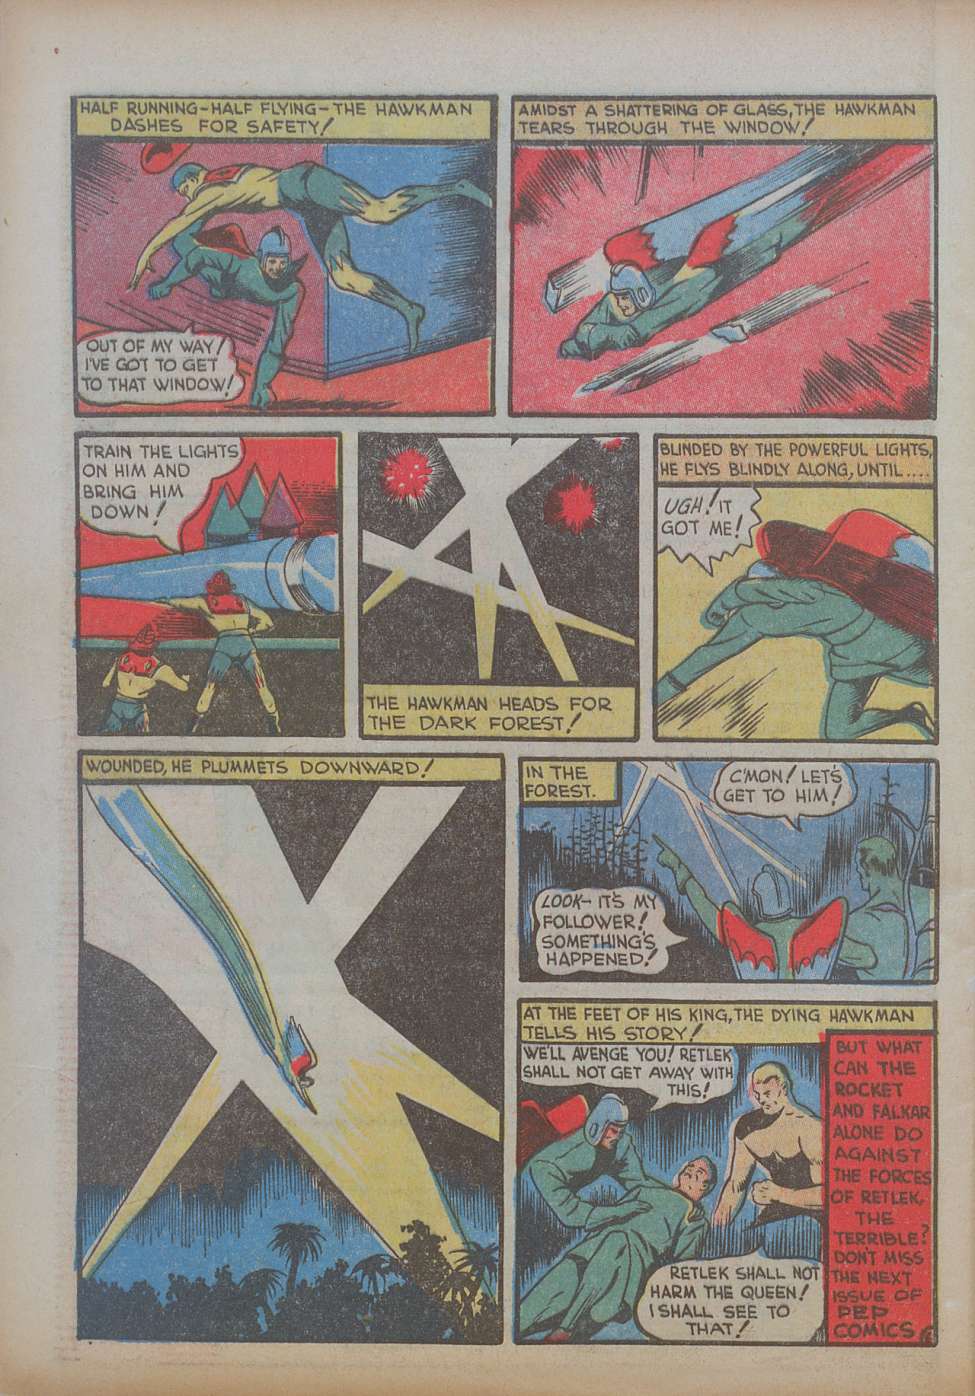 HALF RUNNING-HALF FLYING-THE HAWKMAN
DASHES FOR SAFETY!
OUT OF MY WAY!
I'VE GOT TO GET
TO THAT WINDOW!
AMIDST A SHATTERING OF GLASS, THE HAWKMAN
TEARS THROUGH THE WINDOW!
TRAIN THE LIGHTS
ON HIM AND
BRING HIM
DOWN!
THE HAWKMAN HEADS FOR
THE DARK FOREST!
BLINDED BY THE POWERFUL LIGHTS,
HE FLYS BLINDLY ALONG, UNTIL....
UGH! IT
GOT ME!
WOUNDED, HE PLUMMETS DOWNWARD!
IN THE
FOREST.
C'MON! LET'S
GET TO HIM!
LOOK- IT'S MY
FOLLOWER!
SOMETHING'S
HAPPENED!
AT THE FEET OF HIS KING, THE DYING HAWKMAN
TELLS HIS STORY!
WE'LL AVENGE YOU! RETLEK
SHALL NOT GET AWAY WITH
THIS!
RETLEK SHALL NOT
HARM THE QUEEN!
I SHALL SEE TO
THAT!
BUT WHAT
CAN THE
ROCKET
AND FALKAR
ALONE DO
AGAINST
THE FORCES
OF RETLEK,
THE
TERRIBLE?
DON'T MISS
THE NEXT
ISSUE OF
PEP
COMICS